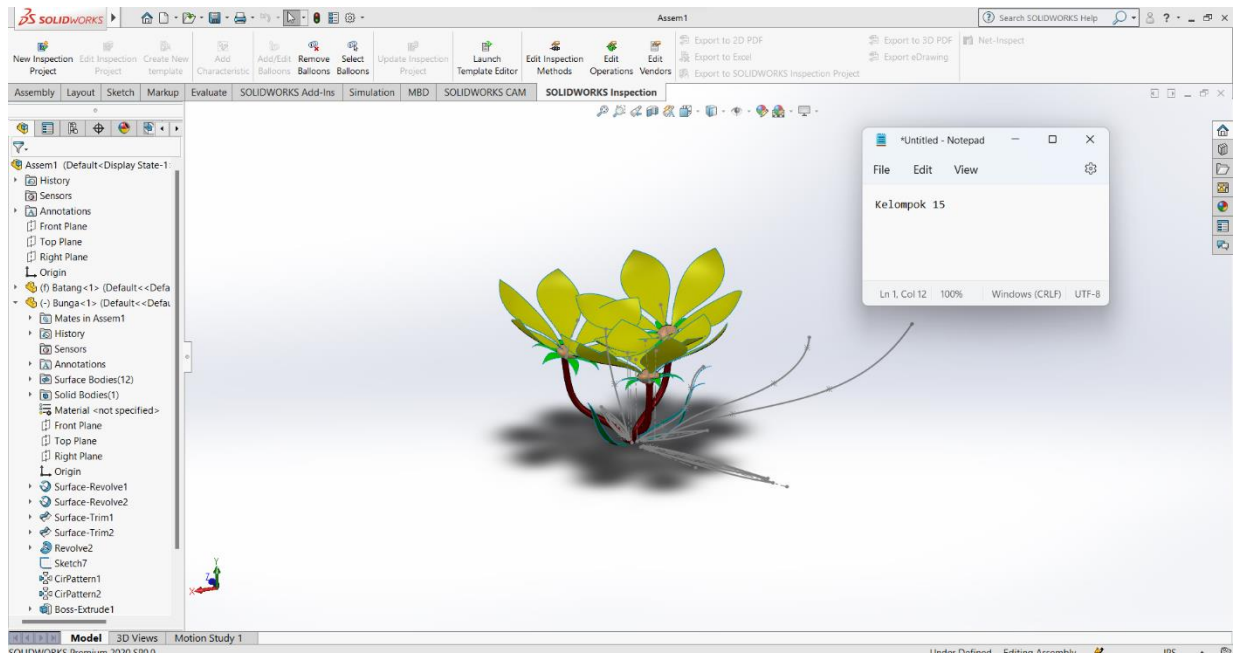 SOLIDWORKS
Assem1
Search SOLIDWORKS Help
New Inspection Project
Edit Inspection Project
Create New template
Add Characteristic
Add/Edit Balloons
Remove Balloons
Select Balloons
Update Inspection Project
Launch Template Editor
Edit Inspection Methods
Edit Operations
Edit Vendors
Export to 2D PDF
Export to Excel
Export to SOLIDWORKS Inspection Project
Export to 3D PDF
Export eDrawing
Net-Inspect
Assembly Layout Sketch Markup Evaluate SOLIDWORKS Add-Ins Simulation MBD SOLIDWORKS CAM SOLIDWORKS Inspection
Assem1 (Default<Display State-1
History
Sensors
Annotations
Front Plane
Top Plane
Right Plane
Origin
(f) Batang<1> (Default<<Defa
(-) Bunga<1> (Default<<Defau
Mates in Assem1
History
Sensors
Annotations
Surface Bodies(12)
Solid Bodies(1)
Material <not specified>
Front Plane
Top Plane
Right Plane
Origin
Surface-Revolve1
Surface-Revolve2
Surface-Trim1
Surface-Trim2
Revolve2
Sketch7
CirPattern1
CirPattern2
Boss-Extrude1
*Untitled - Notepad
File Edit View
Kelompok 15
Ln 1, Col 12 100% Windows (CRLF) UTF-8
Y
Z
X
Model 3D Views Motion Study 1
SOLIDWORKS Premium 2020 SP0.0
Under Defined Editing Assembly IPS